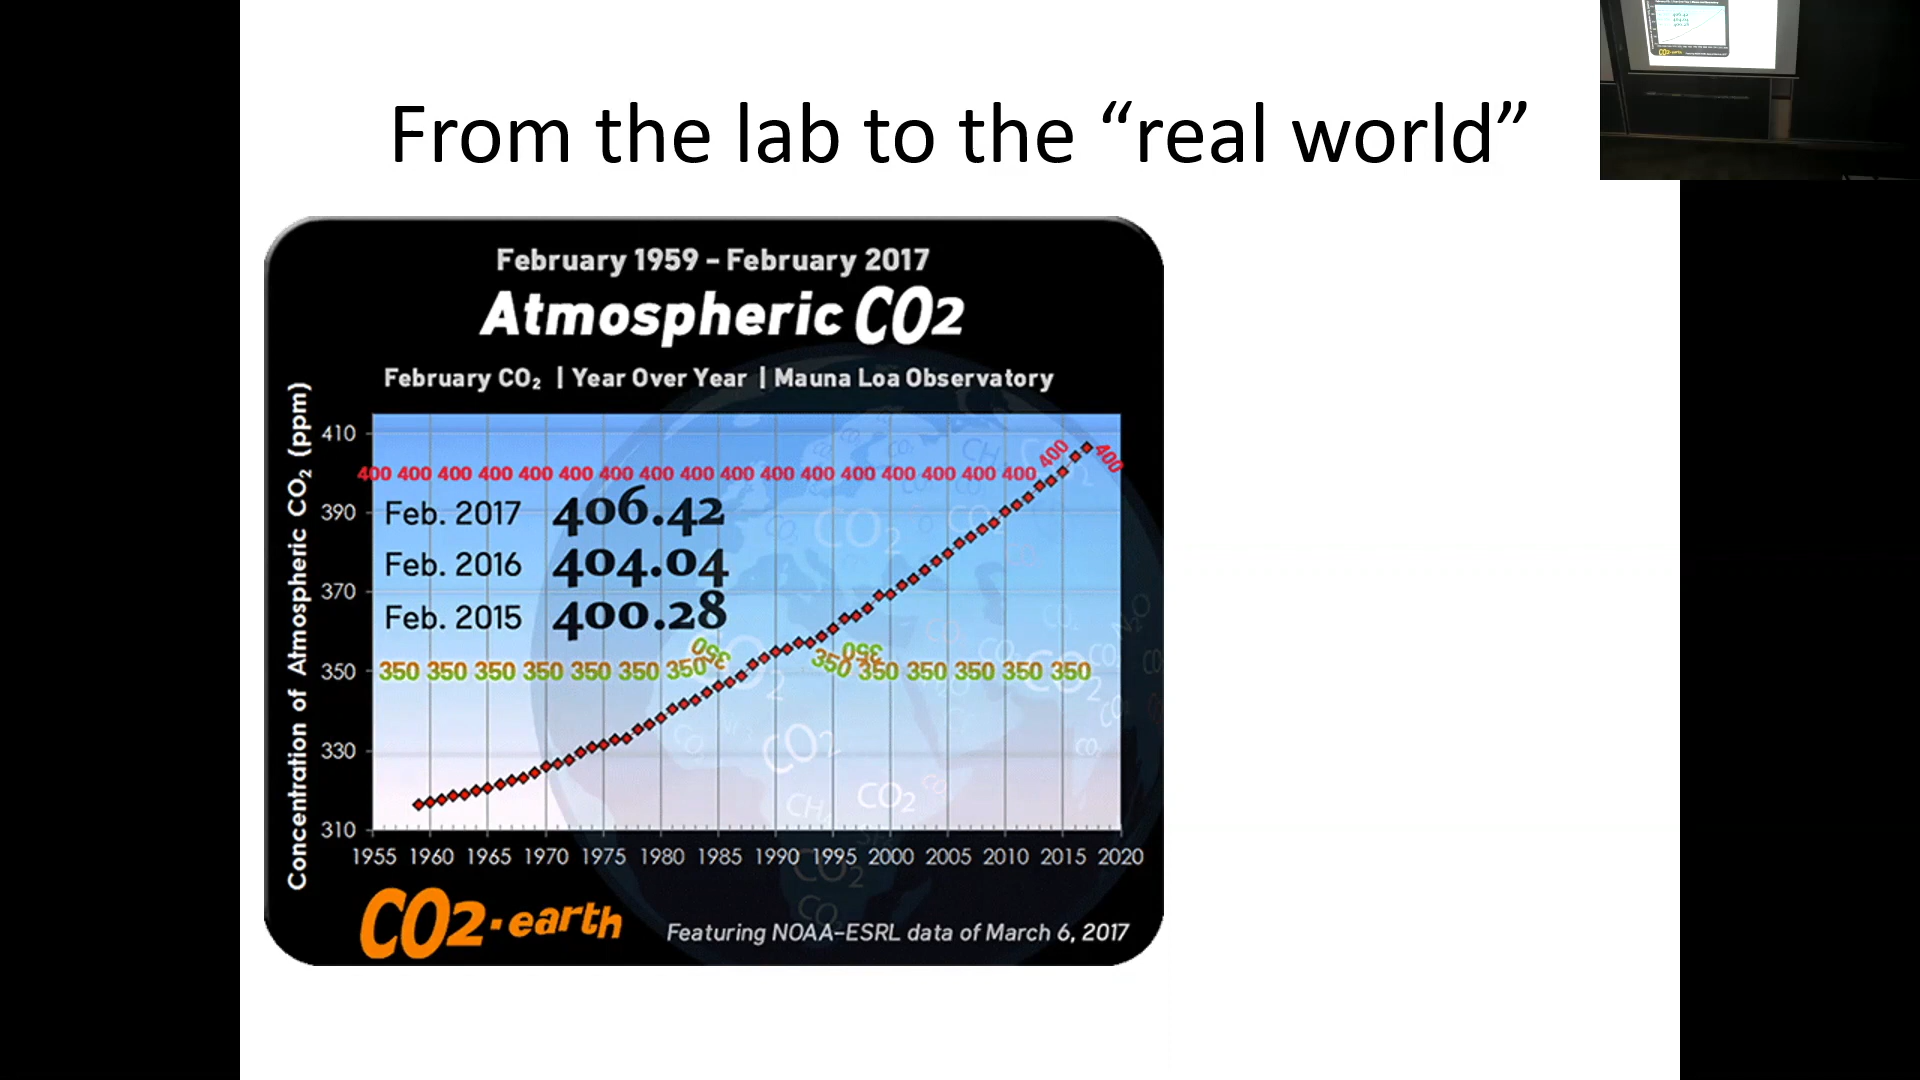 From the lab to the “real world”
February 1959 – February 2017
Atmospheric CO2
February CO₂ | Year Over Year | Mauna Loa Observatory
Concentration of Atmospheric CO₂ (ppm)
410
400 400 400 400 400 400 400 400 400 400 400 400 400 400 400 400 400 400 400
390
Feb. 2017 406.42
Feb. 2016 404.04
370
Feb. 2015 400.28
350
350 350 350 350 350 350 350 350 350 350 350 350 350 350 350
330
310
1955 1960 1965 1970 1975 1980 1985 1990 1995 2000 2005 2010 2015 2020
CO2
CO2
CO2
CO2
CO2·earth
Featuring NOAA–ESRL data of March 6, 2017